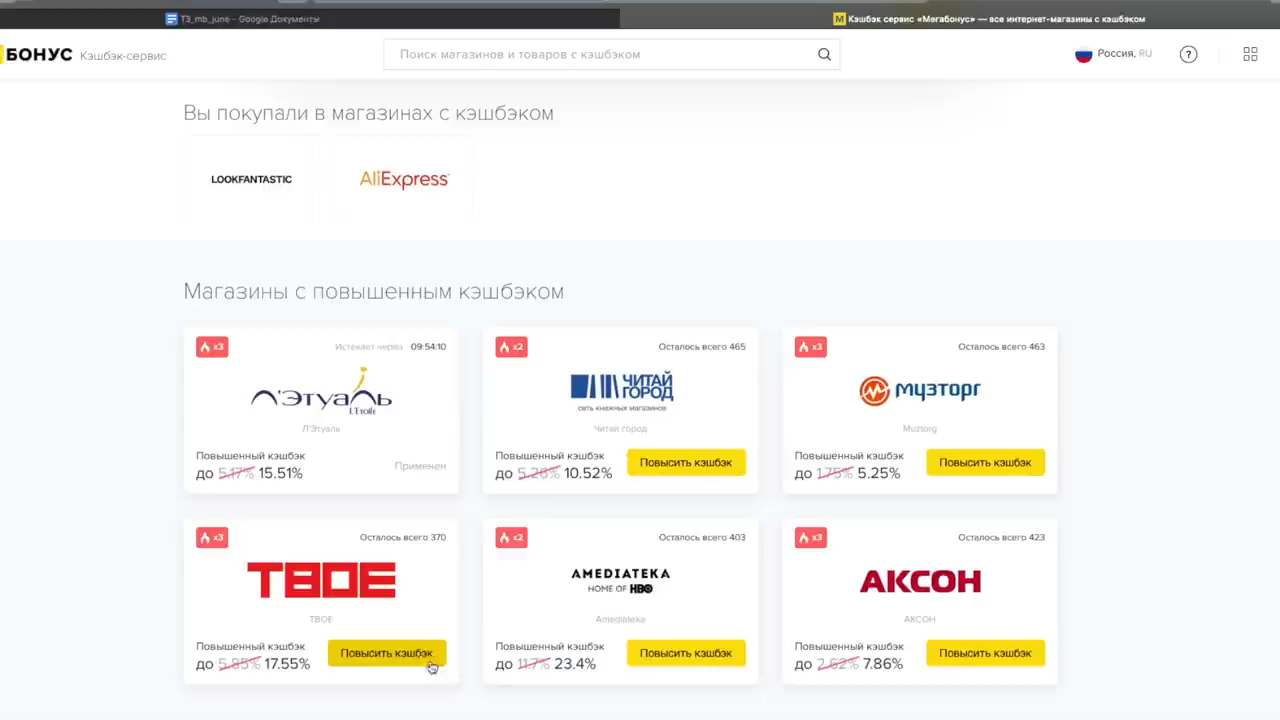 ТЗ_mb_june - Google Документы
М Кэшбэк сервис «Мегабонус» — все интернет-магазины с кэшбэком
БОНУС Кэшбэк-сервис
Поиск магазинов и товаров с кэшбэком
Россия, RU
?
Вы покупали в магазинах с кэшбэком
LOOKFANTASTIC
AliExpress
Магазины с повышенным кэшбэком
x3 Истекает через 09:54:10
Л'Этуаль
L'Etoile
Л'Этуаль
Повышенный кэшбэк
до 5.17% 15.51%
Применен
x2 Осталось всего 465
ЧИТАЙ
ГОРОД
сеть книжных магазинов
Читай город
Повышенный кэшбэк
до 5.26% 10.52%
Повысить кэшбэк
x3 Осталось всего 463
музторг
Muztorg
Повышенный кэшбэк
до 1.75% 5.25%
Повысить кэшбэк
x3 Осталось всего 370
ТВОЕ
ТВОЕ
Повышенный кэшбэк
до 5.85% 17.55%
Повысить кэшбэк
x2 Осталось всего 403
AMEDIATEKA
HOME OF HBO
Amediateka
Повышенный кэшбэк
до 11.7% 23.4%
Повысить кэшбэк
x3 Осталось всего 423
АКСОН
АКСОН
Повышенный кэшбэк
до 2.62% 7.86%
Повысить кэшбэк